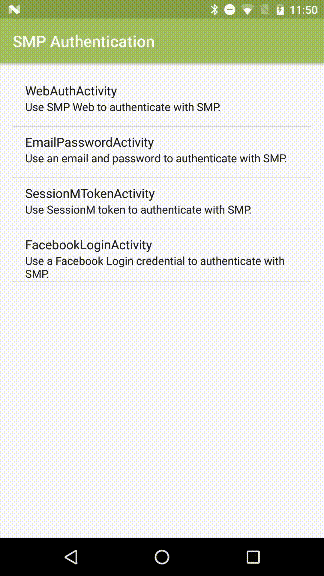 11:50
SMP Authentication
WebAuthActivity
Use SMP Web to authenticate with SMP.
EmailPasswordActivity
Use an email and password to authenticate with SMP.
SessionMTokenActivity
Use SessionM token to authenticate with SMP.
FacebookLoginActivity
Use a Facebook Login credential to authenticate with
SMP.